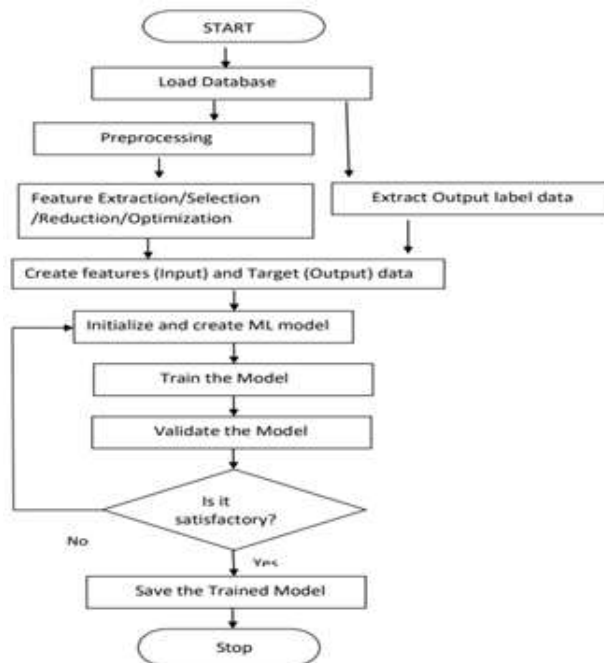 START
Load Database
Preprocessing
Feature Extraction/Selection
/Reduction/Optimization
Extract Output label data
Create features (Input) and Target (Output) data
Initialize and create ML model
Train the Model
Validate the Model
Is it
satisfactory?
No
Yes
Save the Trained Model
Stop